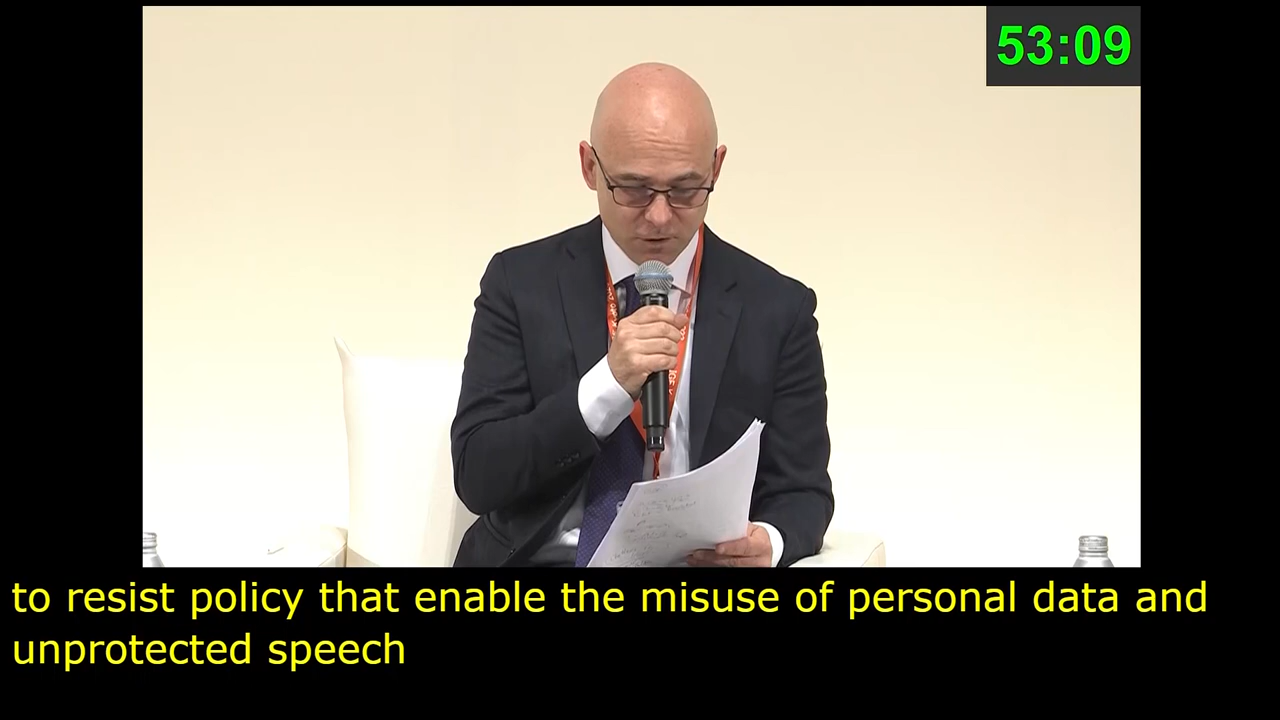 53:09
to resist policy that enable the misuse of personal data and
unprotected speech